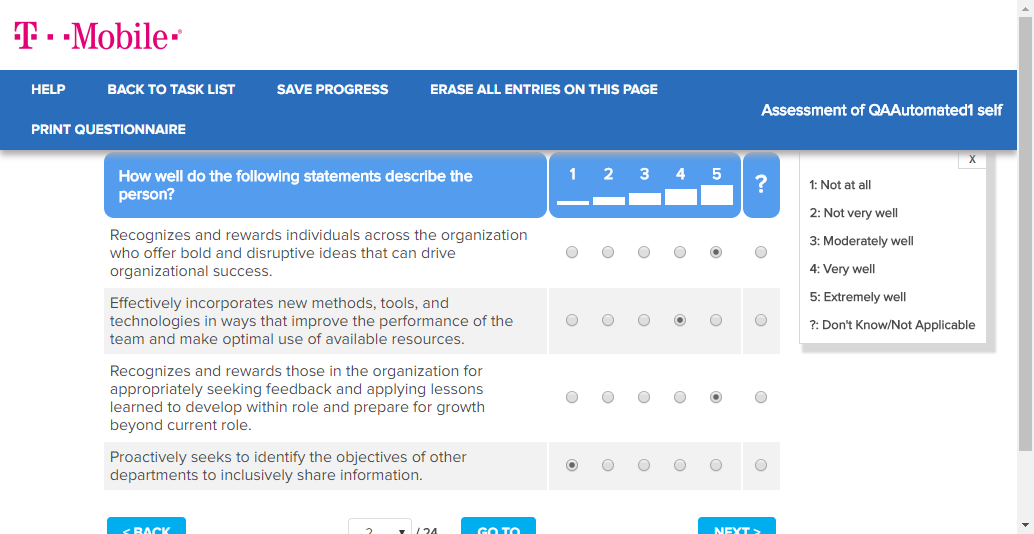 T··Mobile·®
HELP BACK TO TASK LIST SAVE PROGRESS ERASE ALL ENTRIES ON THIS PAGE
Assessment of QAAutomated1 self
PRINT QUESTIONNAIRE
How well do the following statements describe the
person?
1 2 3 4 5 ?
Recognizes and rewards individuals across the organization
who offer bold and disruptive ideas that can drive
organizational success.
Effectively incorporates new methods, tools, and
technologies in ways that improve the performance of the
team and make optimal use of available resources.
Recognizes and rewards those in the organization for
appropriately seeking feedback and applying lessons
learned to develop within role and prepare for growth
beyond current role.
Proactively seeks to identify the objectives of other
departments to inclusively share information.
X
1: Not at all
2: Not very well
3: Moderately well
4: Very well
5: Extremely well
?: Don't Know/Not Applicable
< BACK 2 / 24 GO TO NEXT >